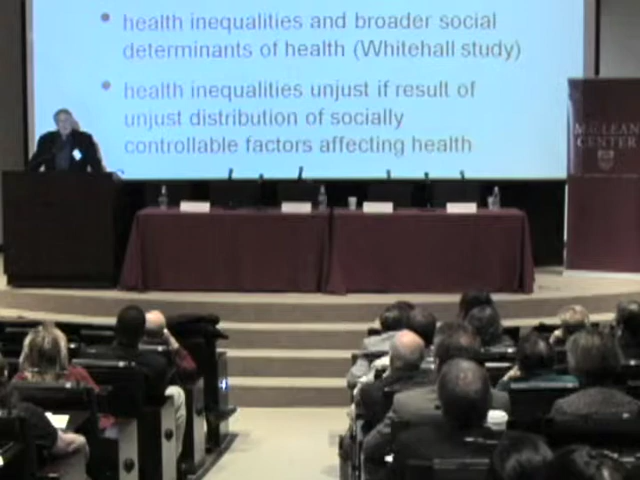 • health inequalities and broader social
determinants of health (Whitehall study)
• health inequalities unjust if result of
unjust distribution of socially
controllable factors affecting health
MACLEAN
CENTER